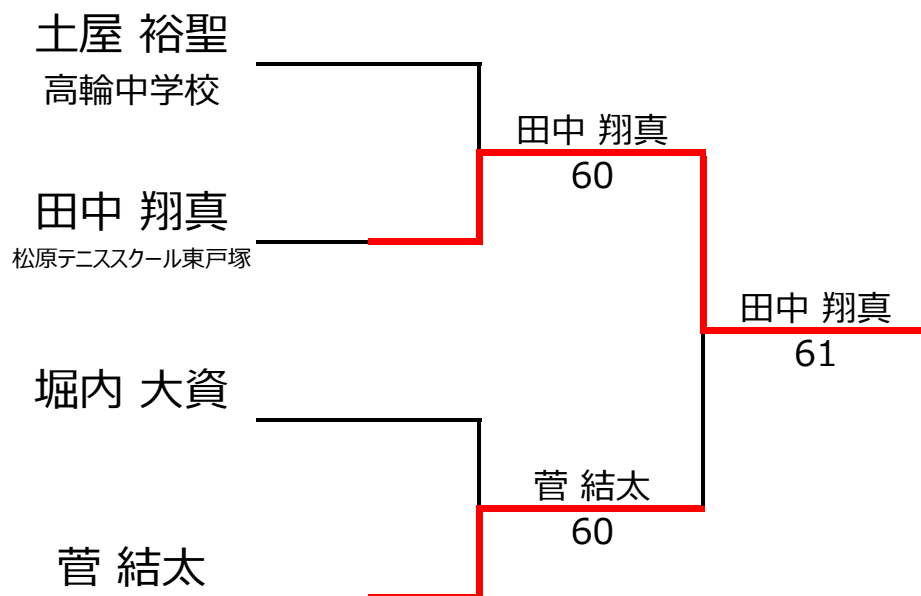 土屋 裕聖
高輪中学校
田中 翔真
60
田中 翔真
松原テニススクール東戸塚
田中 翔真
61
堀内 大資
菅 結太
60
菅 結太